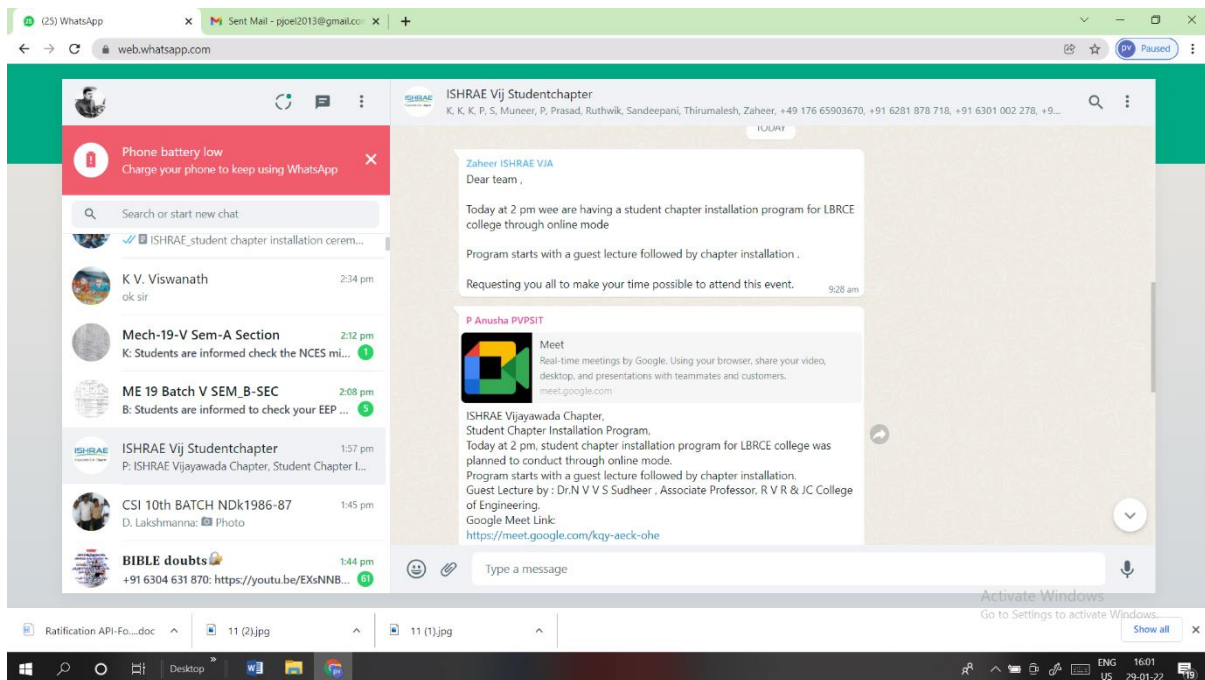 (25) WhatsApp
Sent Mail - pjoel2013@gmail.co
web.whatsapp.com
PV Paused
Phone battery low
Charge your phone to keep using WhatsApp
Search or start new chat
ISHRAE_student chapter installation cerem...
K V. Viswanath 2:34 pm
ok sir
Mech-19-V Sem-A Section 2:12 pm
K: Students are informed check the NCES mi... 1
ME 19 Batch V SEM_B-SEC 2:08 pm
B: Students are informed to check your EEP ... 5
ISHRAE
ISHRAE Vij Studentchapter 1:57 pm
P: ISHRAE Vijayawada Chapter, Student Chapter I...
CSI 10th BATCH NDk1986-87 1:45 pm
D. Lakshmanna: Photo
BIBLE doubts 1:44 pm
+91 6304 631 870: https://youtu.be/EXsNNB... 61
ISHRAE
ISHRAE Vij Studentchapter
K, K, K, P, S, Muneer, P, Prasad, Ruthwik, Sandeepani, Thirumalesh, Zaheer, +49 176 65903670, +91 6281 878 718, +91 6301 002 278, +9...
TODAY
Zaheer ISHRAE VJA
Dear team ,
Today at 2 pm wee are having a student chapter installation program for LBRCE
college through online mode
Program starts with a guest lecture followed by chapter installation .
Requesting you all to make your time possible to attend this event. 9:28 am
P Anusha PVPSIT
Meet
Real-time meetings by Google. Using your browser, share your video,
desktop, and presentations with teammates and customers.
meet.google.com
ISHRAE Vijayawada Chapter,
Student Chapter Installation Program,
Today at 2 pm, student chapter installation program for LBRCE college was
planned to conduct through online mode.
Program starts with a guest lecture followed by chapter installation.
Guest Lecture by : Dr.N V V S Sudheer , Associate Professor, R V R & JC College
of Engineering.
Google Meet Link:
https://meet.google.com/kqy-aeck-ohe
Type a message
Activate Windows
Go to Settings to activate Windows.
Ratification API-Fo....doc
11 (2).jpg
11 (1).jpg
Show all
Desktop
ENG
US
16:01
29-01-22
19